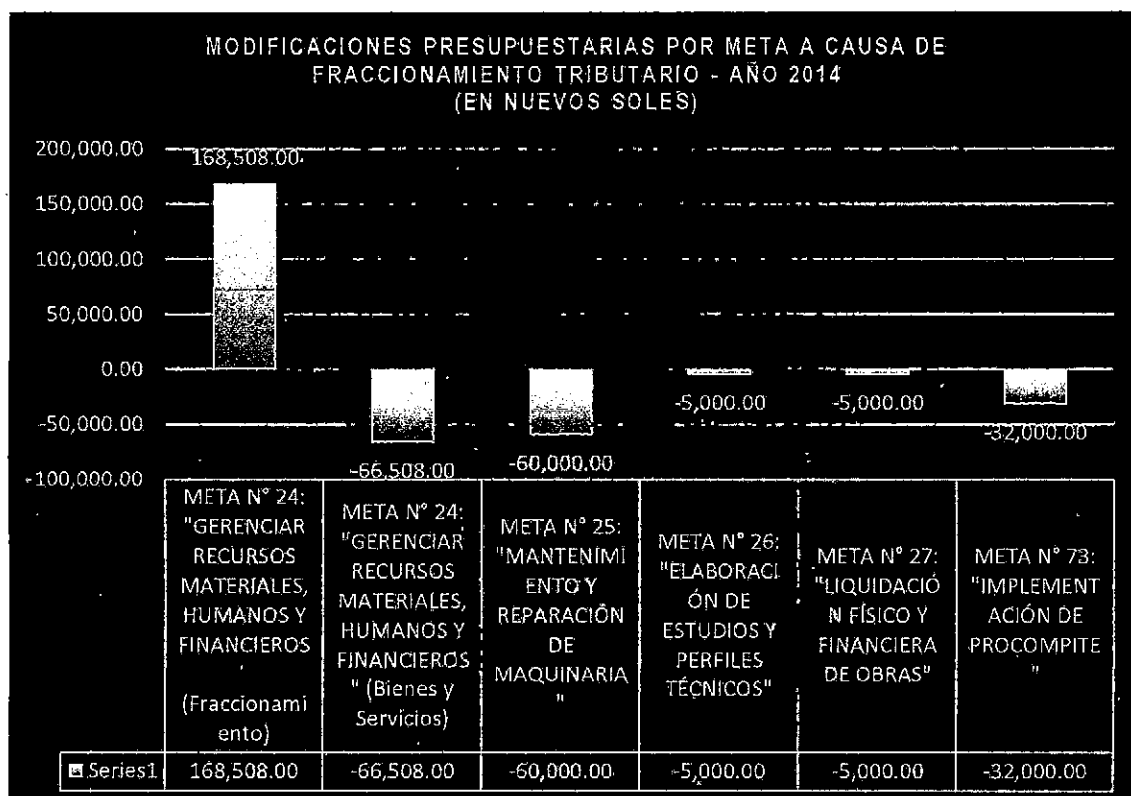 MODIFICACIONES PRESUPUESTARIAS POR META A CAUSA DE
FRACCIONAMIENTO TRIBUTARIO - AÑO 2014
(EN NUEVOS SOLES)
200,000.00
150,000.00
100,000.00
50,000.00
0.00
-50,000.00
-100,000.00
168,508.00
-66,508.00
-60,000.00
-5,000.00
-5,000.00
-32,000.00
META N° 24:
"GERENCIAR
RECURSOS
MATERIALES,
HUMANOS Y
FINANCIEROS
"
(Fraccionami
ento)
META N° 24:
"GERENCIAR
RECURSOS
MATERIALES,
HUMANOS Y
FINANCIEROS
" (Bienes y
Servicios)
META N° 25:
"MANTENIMI
ENTO Y
REPARACIÓN
DE
MAQUINARIA
"
META N° 26:
"ELABORACI
ÓN DE
ESTUDIOS Y
PERFILES
TÉCNICOS"
META N° 27:
"LIQUIDACIÓ
N FÍSICO Y
FINANCIERA
DE OBRAS"
META N° 73:
"IMPLEMENT
ACIÓN DE
PROCOMPITE
"
Series1 168,508.00 -66,508.00 -60,000.00 -5,000.00 -5,000.00 -32,000.00